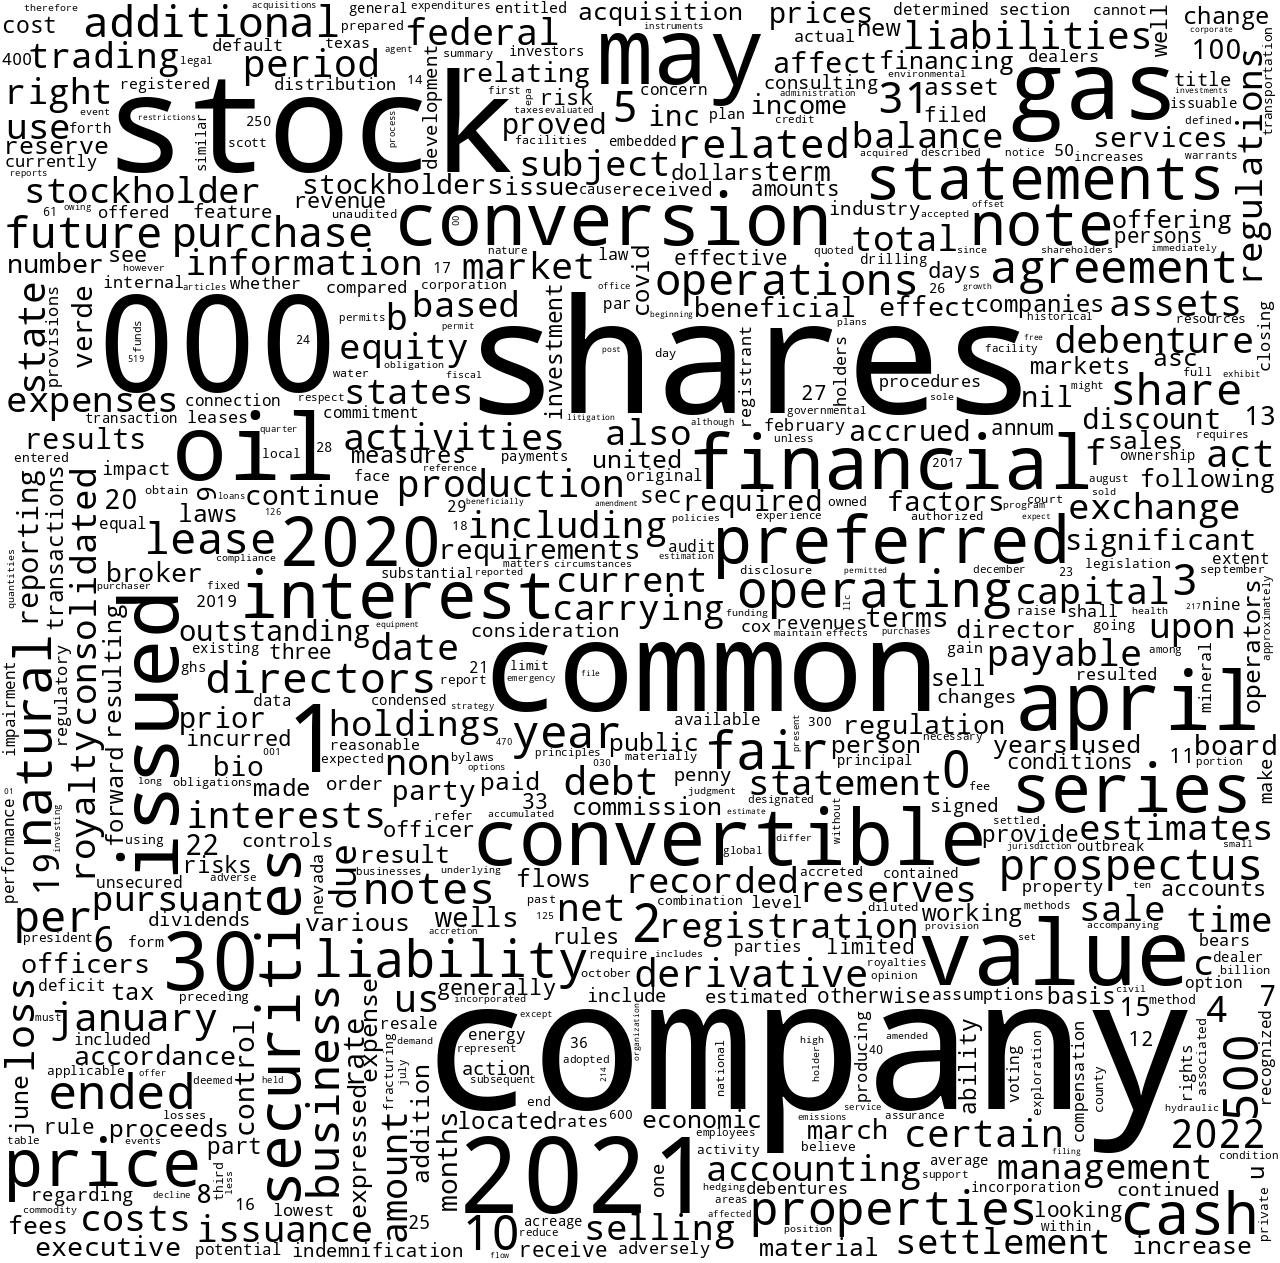 therefore general expenditures entitled acquisitions
cost additional federal acquisition prices determined section cannot change
prepared agent instruments actual new liabilities well corporate
400 trading legal default texas period summary investors may affect financing dealers 100
right registered distribution 14 relating first epa risk concern consulting environmental asset title
event stock development taxes evaluated 5 inc plan income administration 31 filed gas issuable investments
use forth restrictions similar 250 process proved facilities embedded related credit balance services defined
reserve scott subject dollars term acquired described notice 50 increases warrants
currently reports stockholder revenue stockholders issue cause received amounts statements regulations
61 owing offered feature unaudited 00 conversion industry accepted offset note offering
future purchase nature quoted total since shareholders persons immediately
number see however information 17 market law effective drilling agreement
internal articles whether compared corporation office covid operations days 26 growth
estate provisions verde 000 funds 519 24 permits b based permit par beginning beneficial effect companies assets historical resources closing
equity obligation investment shares post day registrant plans facility free debenture asc
water fiscal states respect holders procedures sole markets full exhibit
expenses connection commitment litigation although 27 governmental nil might share
transaction leases quarter oil local 28 activities also february accrued annum discount 13
results measures payments united unless financial 2017 f sales requires act
entered impact face reference original august ownership following
reporting transactions consolidated 20 obtain 9 loans continue production sec required owned factors program court sold
equal laws 126 29 beneficially amendment experience authorized expect exchange
lease 2020 18 including policies preferred significant
quantities broker compliance requirements matters circumstances audit estimation disclosure december legislation extent
purchaser fixed substantial reported current permitted 23 september
2019 interest carrying funding llc operating capital 3 217 nine approximately
natural royalty forward resulting issued outstanding equipment consideration cox revenues terms raise shall health
existing three date maintain effects purchases director going upon operators
impairment regulatory ghs directors 21 limit common gain payable among
data condensed report emergency file sell resulted mineral
prior 1 holdings strategy year available 300 changes april
incurred 001 reasonable 470 public materially present fair regulation necessary
bio expected non bylaws principles 030 person years used 11 board
long obligations made order party options paid debt penny principal 0 conditions portion
01 performance 19 investing interests 33 judgment statement fee series make
using 22 controls officer refer accumulated commission designated signed
risks nevada due result convertible estimate differ without settled provide estimates
adverse businesses underlying global jurisdiction outbreak small
unsecured notes flows recorded accreted contained prospectus
per pursuant past combination level reserves property ten accounts
president 6 dividends various wells 125 net 2 diluted working methods sale time
form accretion rules registration provision set accompanying
officers 30 securities liability require includes parties limited value bears
deficit preceding october derivative royalties c dealer
tax generally opinion option billion
loss must january business us incorporated include estimated otherwise assumptions basis 15 civil method 4 7
included resale except company organization high amended 12 recognized
accordance control expense rate energy represent 36 producing 40 ability voting exploration compensation rights associated
applicable offer deemed held fracturing july demand action adopted national holder county
june ended subsequent 214 500
losses end 600 service emissions assurance hydraulic
rule proceeds expressed amount addition months located rates economic march certain 2022
table events part employees believe filing condition
price third less 2021 one activity accounting average support management u
regarding decline 8 16 lowest hedging debentures incorporation continued
commodity areas affected properties looking private
fees costs issuance 25 10 acreage selling position within cash
reduce
executive potential indemnification flow receive adversely material settlement increase